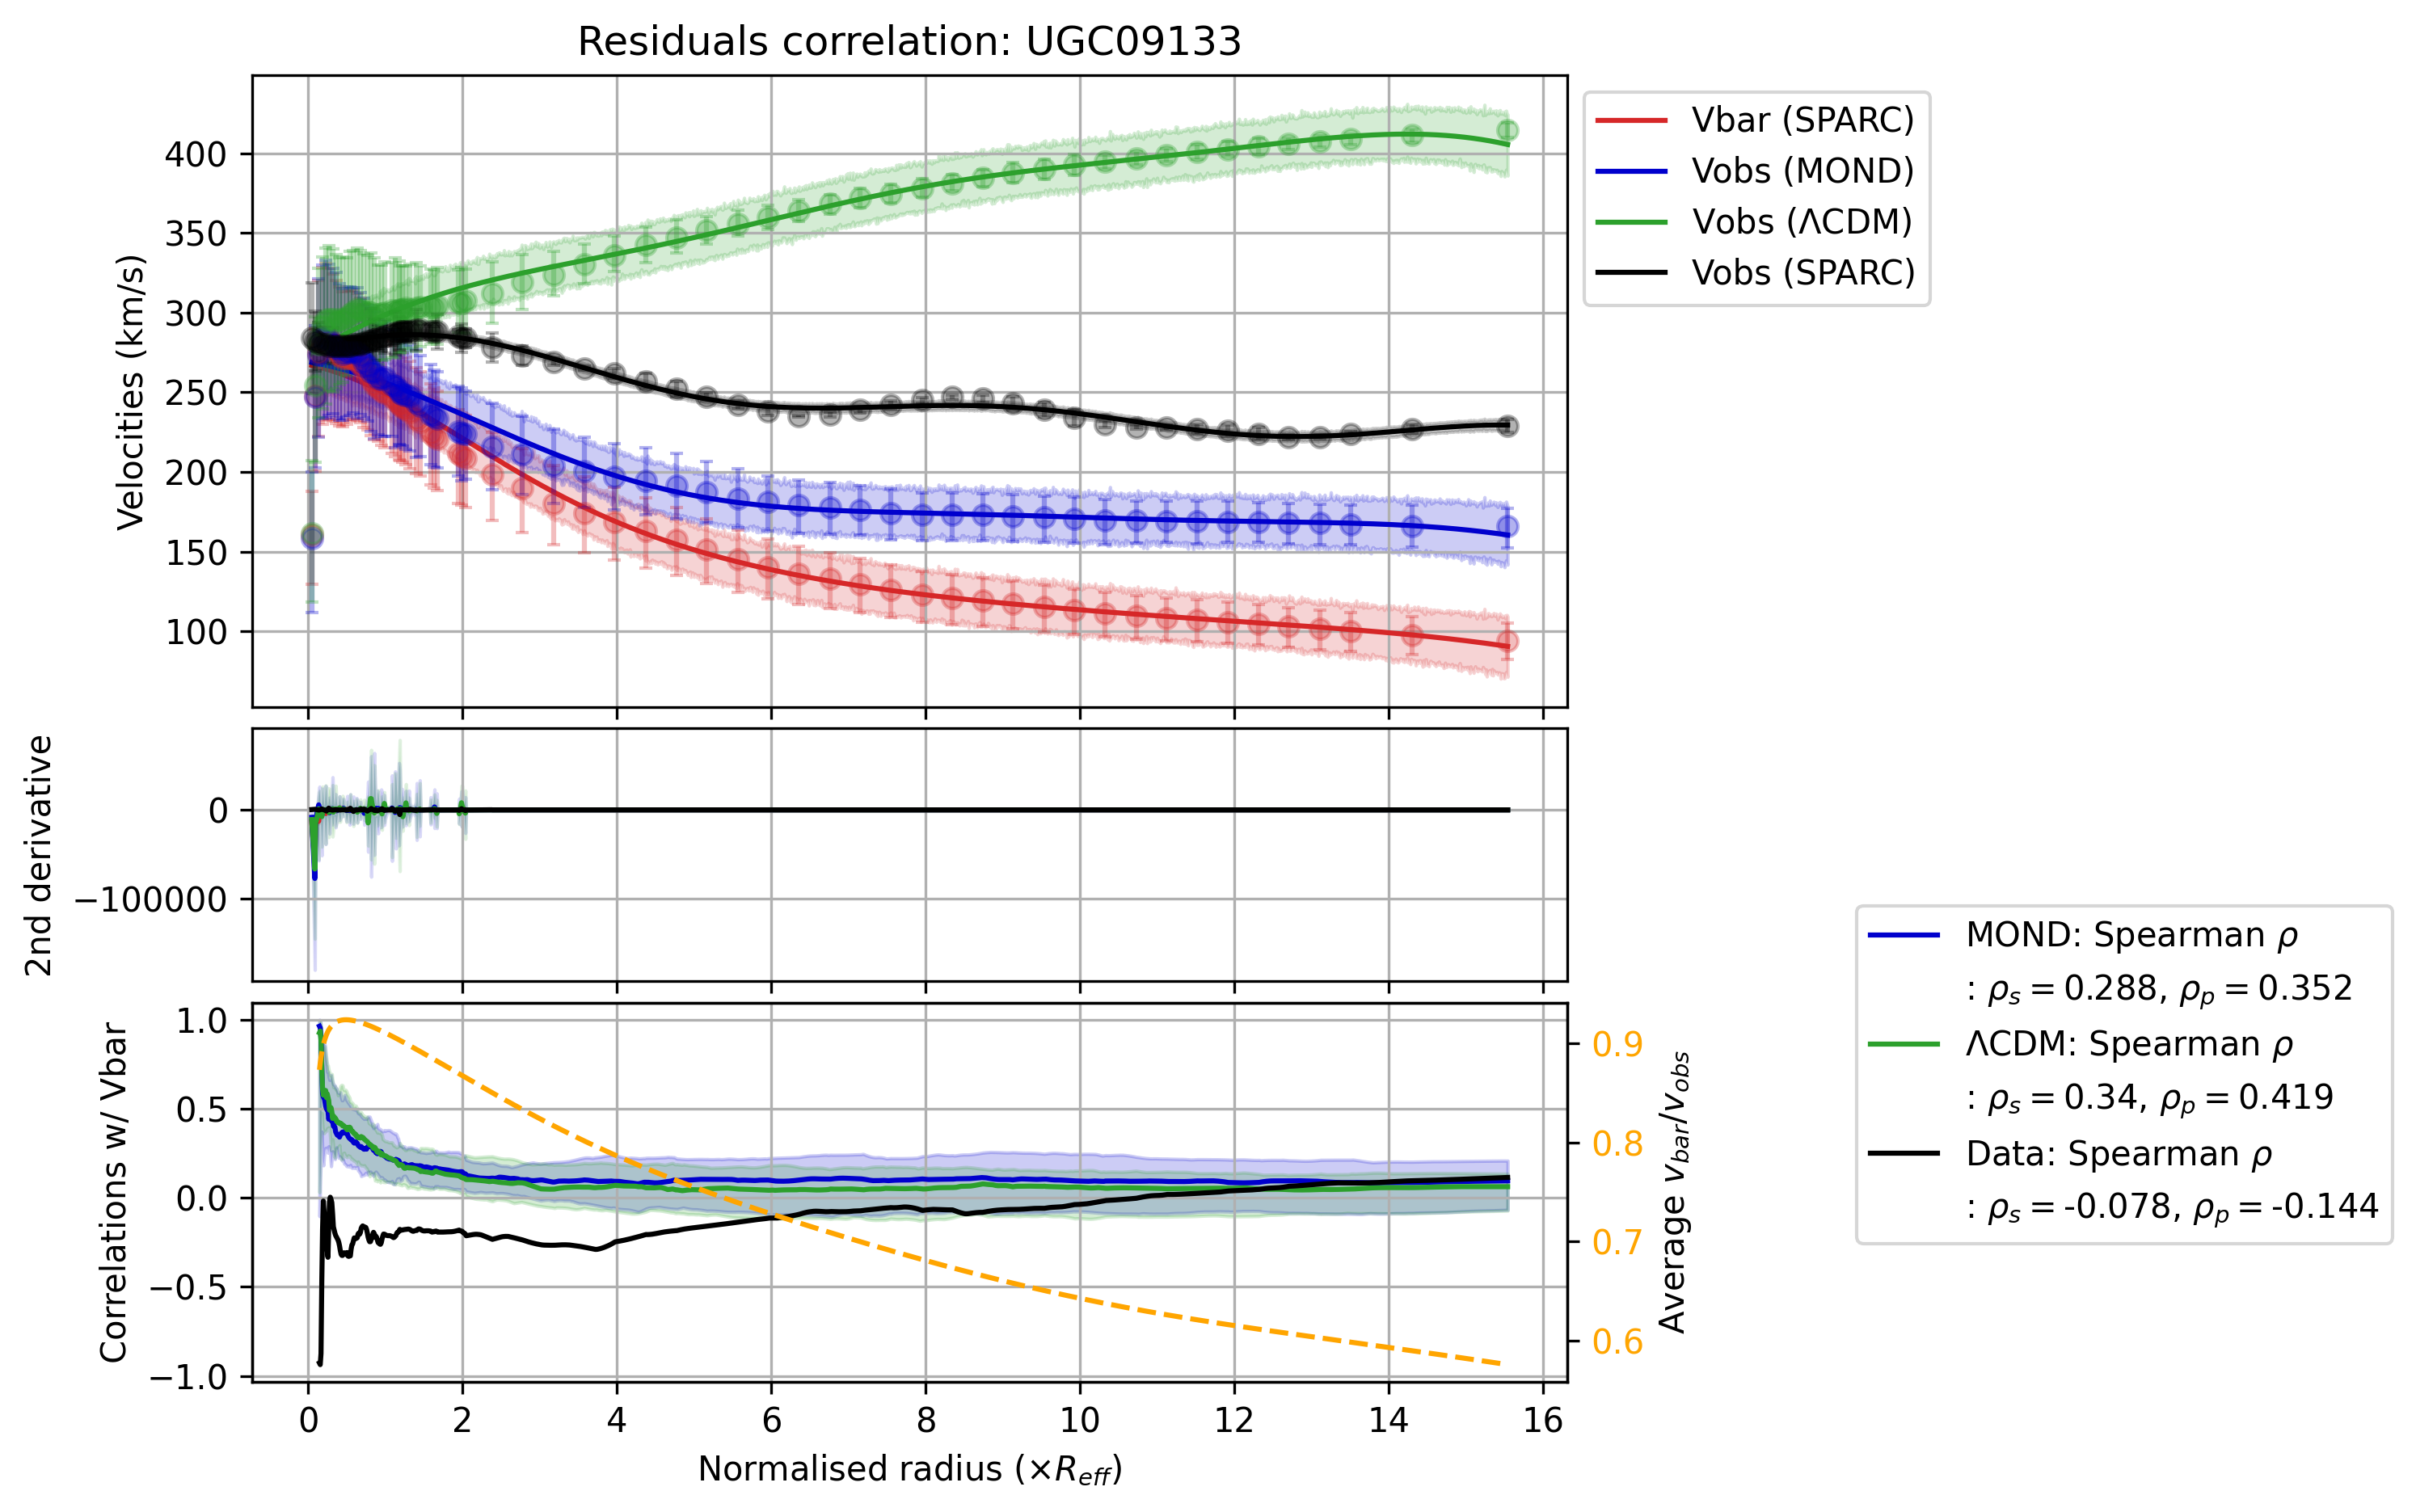 Residuals correlation: UGC09133
Velocities (km/s)
400
350
300
250
200
150
100
Vbar (SPARC)
Vobs (MOND)
Vobs (ΛCDM)
Vobs (SPARC)
2nd derivative
0
−100000
Correlations w/ Vbar
1.0
0.5
0.0
−0.5
−1.0
0.9
0.8
0.7
0.6
Average v_bar/v_obs
MOND: Spearman ρ
: ρ_s = 0.288, ρ_p = 0.352
ΛCDM: Spearman ρ
: ρ_s = 0.34, ρ_p = 0.419
Data: Spearman ρ
: ρ_s = -0.078, ρ_p = -0.144
0 2 4 6 8 10 12 14 16
Normalised radius (×R_eff)